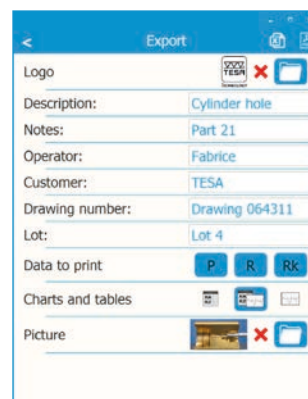 < Export
Logo TESA TECHNOLOGY
Description: Cylinder hole
Notes: Part 21
Operator: Fabrice
Customer: TESA
Drawing number: Drawing 064311
Lot: Lot 4
Data to print P R Rk
Charts and tables
Picture